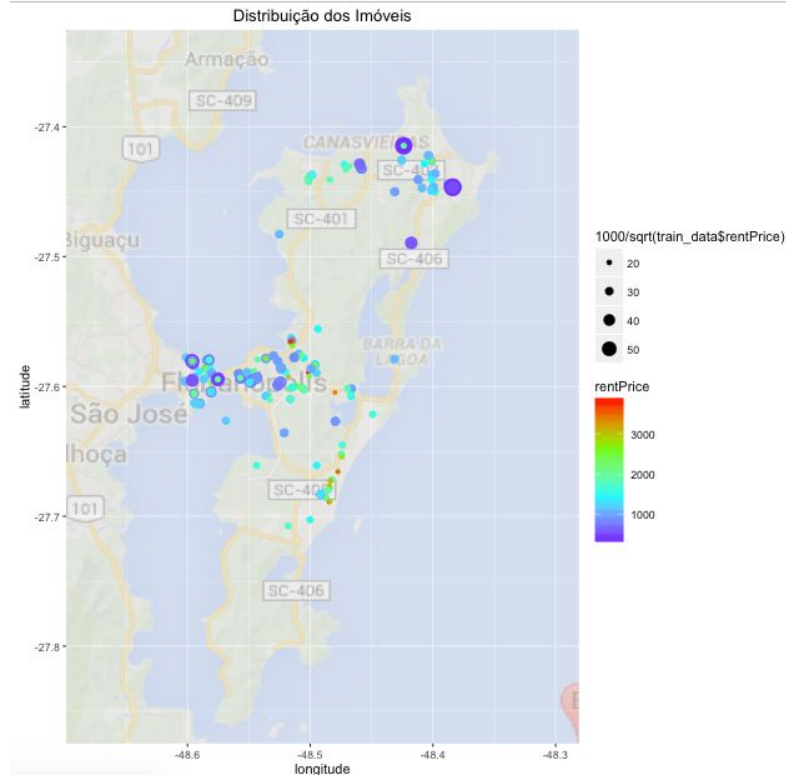 Distribuição dos Imóveis
Armação
SC-409
-27.4
101
CANASVIEIRAS
SC-401
Biguaçu
-27.5
SC-406
BARRA DA
LAGOA
latitude
-27.6
Florianópolis
São José
lhoça
SC-405
-27.7
101
SC-406
-27.8
-48.6
-48.5
-48.4
-48.3
longitude
1000/sqrt(train_data$rentPrice)
20
30
40
50
rentPrice
3000
2000
1000